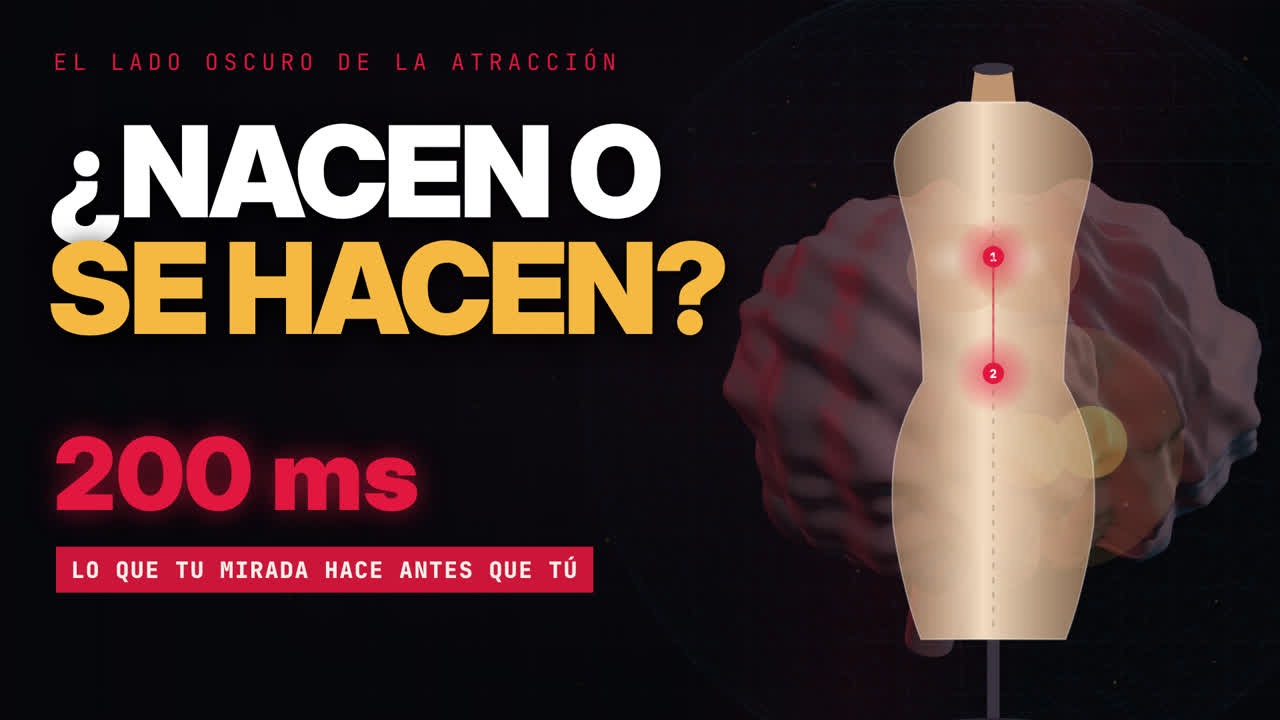 EL LADO OSCURO DE LA ATRACCIÓN
¿NACEN O
SE HACEN?
200 ms
LO QUE TU MIRADA HACE ANTES QUE TÚ
1
2